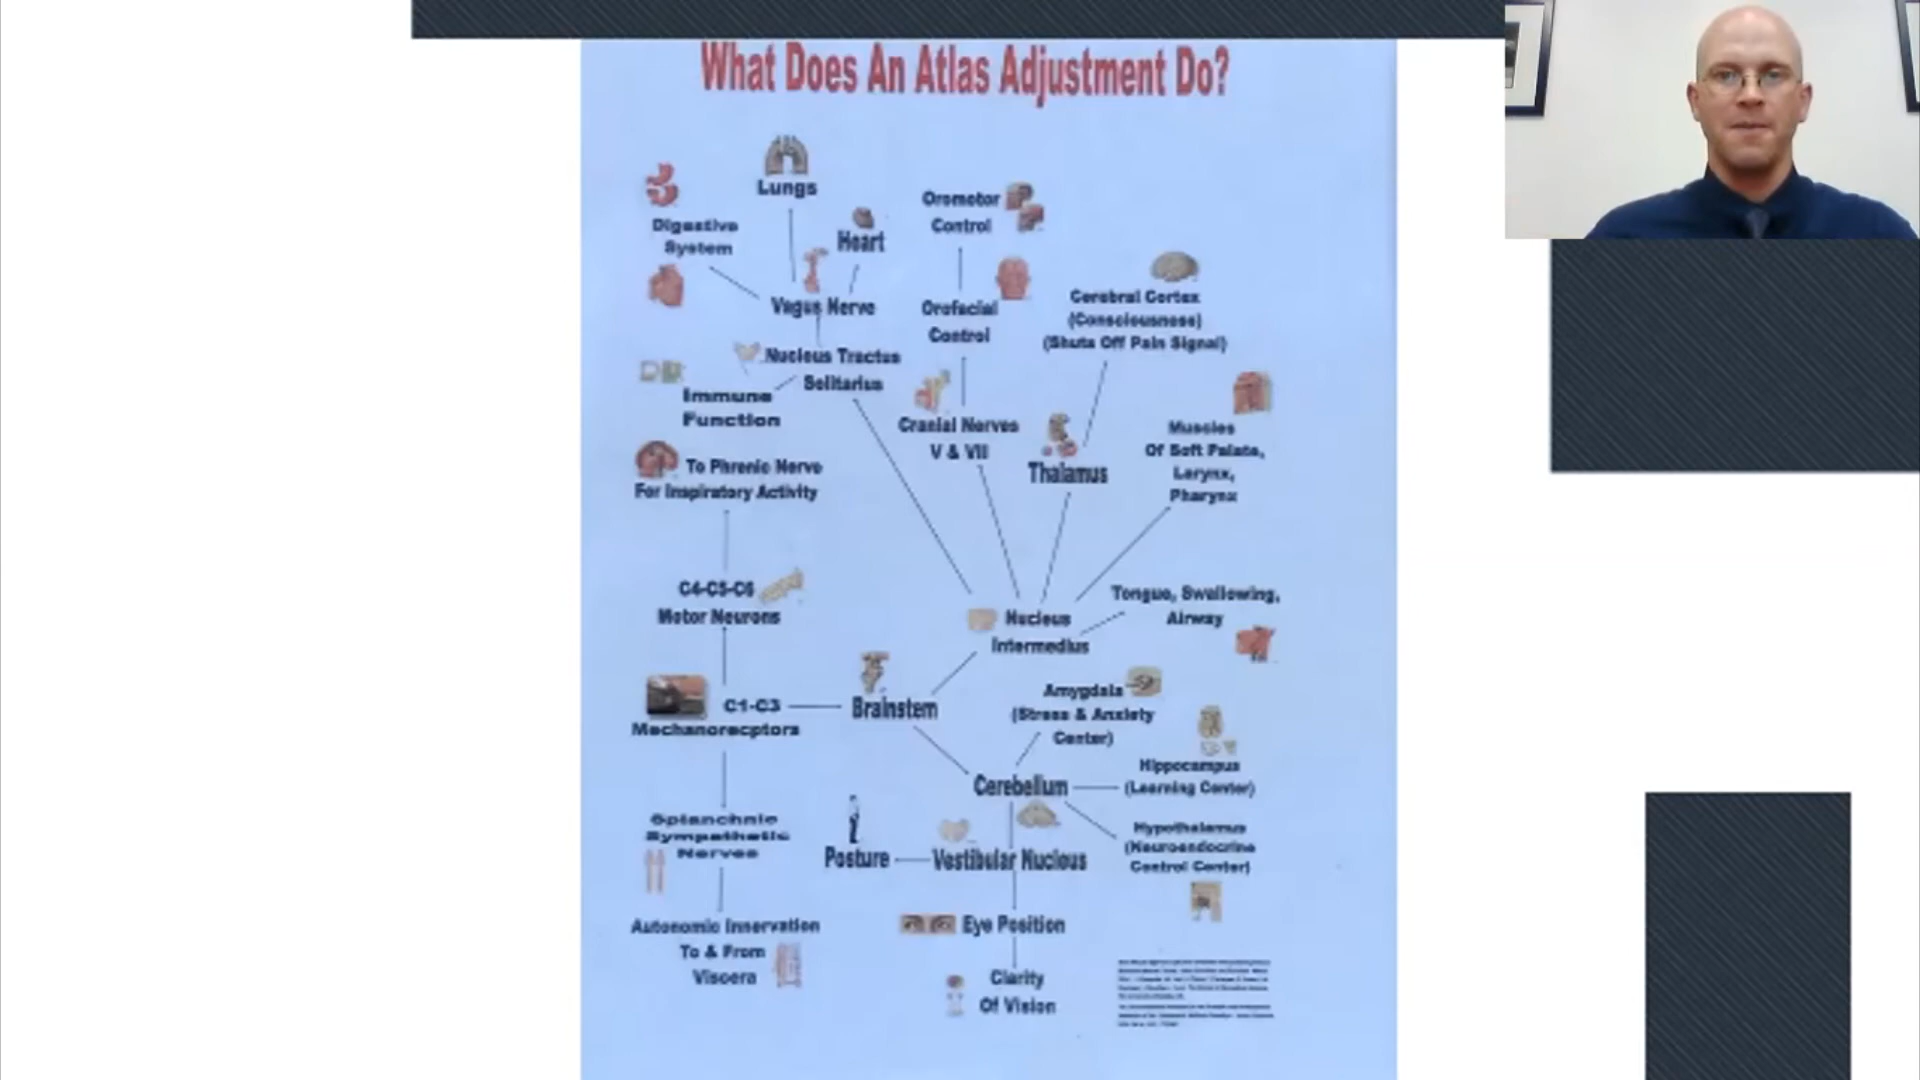 What Does An Atlas Adjustment Do?
Lungs
Digestive
System
Heart
Vagus Nerve
Nucleus Tractus
Solitarius
Immune
Function
To Phrenic Nerve
For Inspiratory Activity
C4-C5-C6
Motor Neurons
C1-C3
Mechanorecptors
Splanchnic
Sympathetic
Nerves
Autonomic Innervation
To & From
Viscera
Oromotor
Control
Orofacial
Control
Cranial Nerves
V & VII
Cerebral Cortex
(Consciousness)
(Shuts Off Pain Signal)
Thalamus
Muscles
Of Soft Palate,
Larynx,
Pharynx
Nucleus
Intermedius
Tongue, Swallowing,
Airway
Brainstem
Amygdala
(Stress & Anxiety
Center)
Cerebellum
Hippocampus
(Learning Center)
Hypothalamus
(Neuroendocrine
Control Center)
Posture
Vestibular Nucleus
Eye Position
Clarity
Of Vision